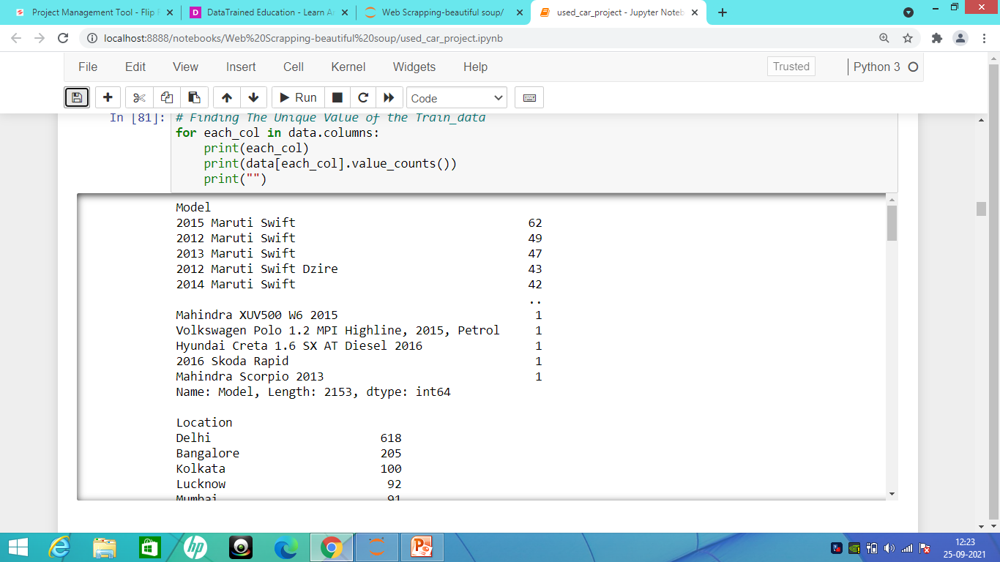 Project Management Tool - Flip
DataTrained Education - Learn
Web Scrapping-beautiful soup/
used_car_project - Jupyter Noteb
localhost:8888/notebooks/Web%20Scrapping-beautiful%20soup/used_car_project.ipynb
File Edit View Insert Cell Kernel Widgets Help Trusted Python 3
Run Code
In [81]: # Finding The Unique Value of the Train_data
for each_col in data.columns:
print(each_col)
print(data[each_col].value_counts())
print("")
Model
2015 Maruti Swift 62
2012 Maruti Swift 49
2013 Maruti Swift 47
2012 Maruti Swift Dzire 43
2014 Maruti Swift 42
..
Mahindra XUV500 W6 2015 1
Volkswagen Polo 1.2 MPI Highline, 2015, Petrol 1
Hyundai Creta 1.6 SX AT Diesel 2016 1
2016 Skoda Rapid 1
Mahindra Scorpio 2013 1
Name: Model, Length: 2153, dtype: int64
Location
Delhi 618
Bangalore 205
Kolkata 100
Lucknow 92
Mumbai 91
12:23
25-09-2021